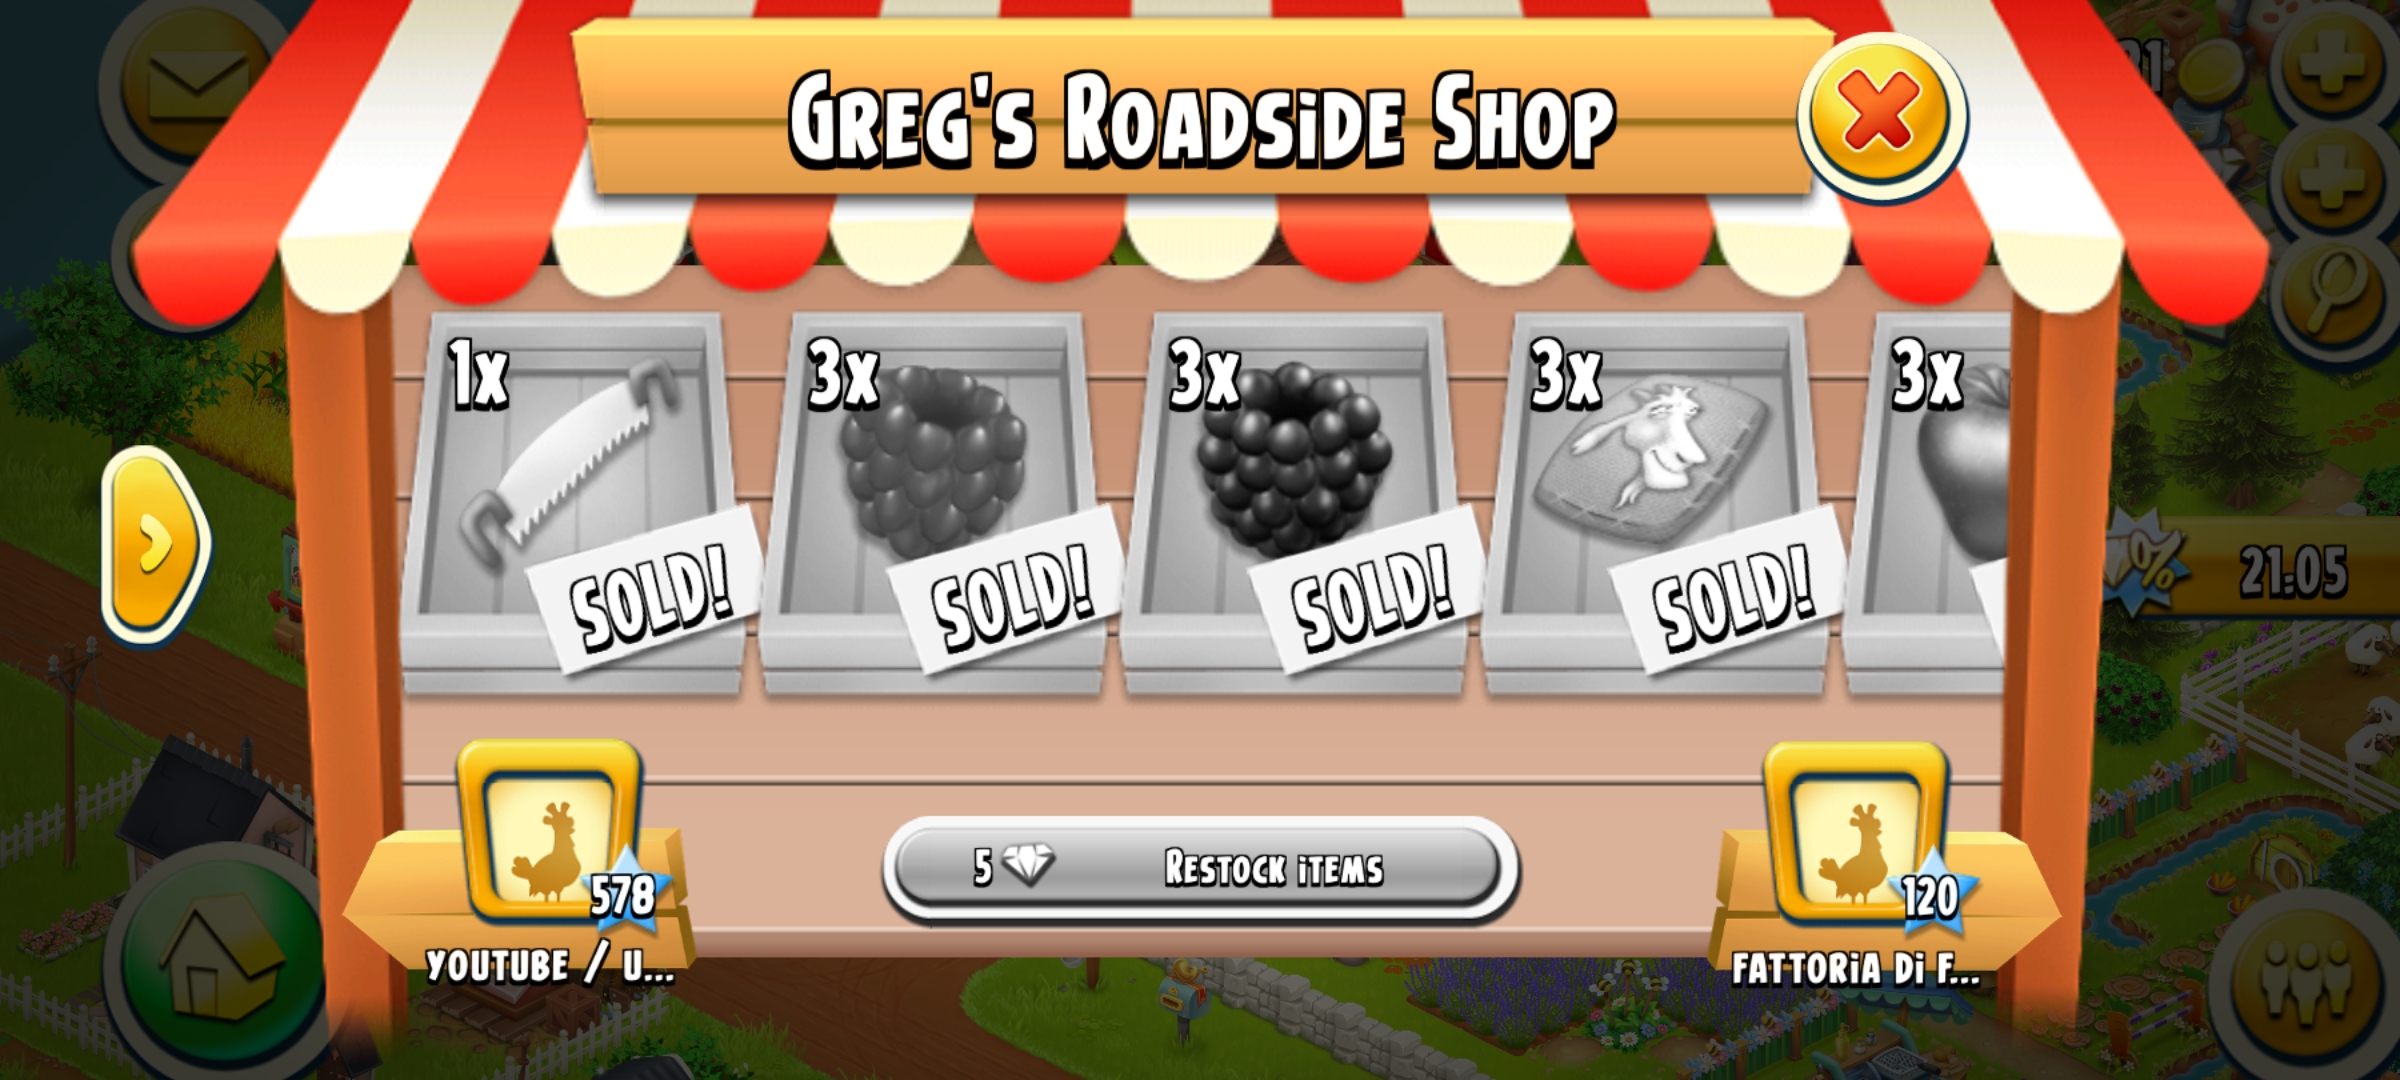 GREG'S ROADSIDE SHOP
1x
3x
3x
3x
3x
SOLD!
SOLD!
SOLD!
SOLD!
21:05
5
RESTOCK ITEMS
578
120
YOUTUBE / U...
FATTORIA DI F...